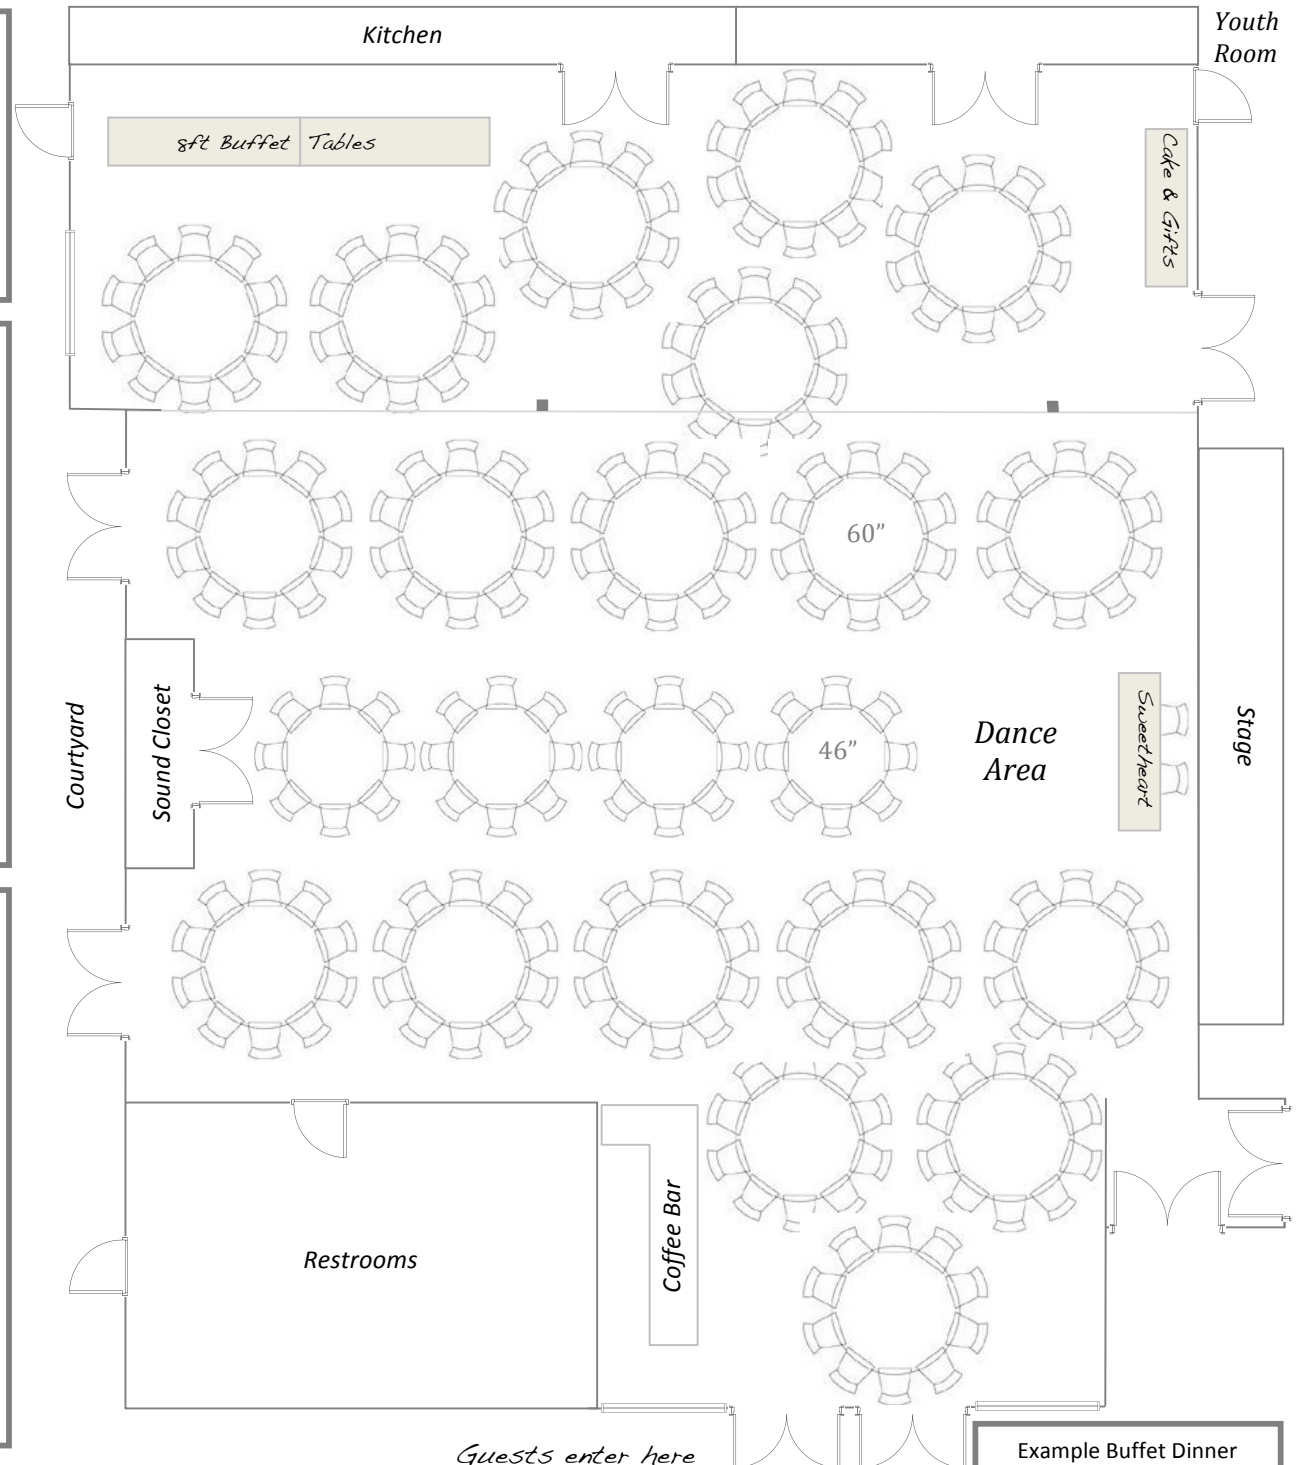 Kitchen
Youth
Room
8ft Buffet Tables
Cake & Gifts
60”
Courtyard
Sound Closet
46”
Dance
Area
Sweetheart
Stage
Restrooms
Coffee Bar
Guests enter here
Example Buffet Dinner